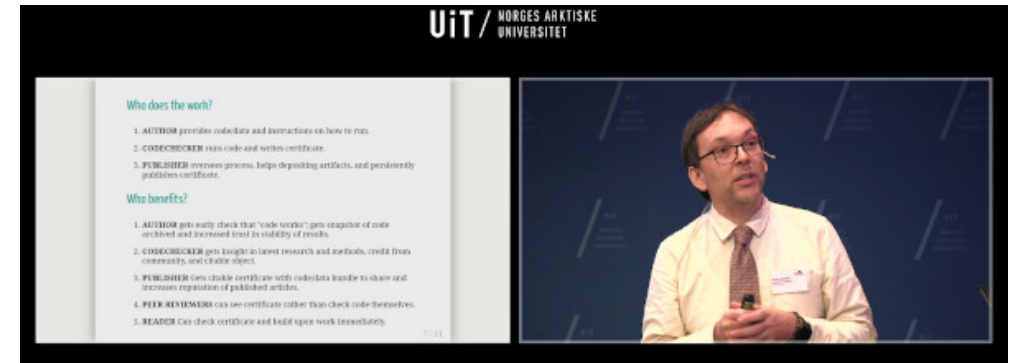 UiT / NORGES ARKTISKE
UNIVERSITET
Who does the work?
1. AUTHOR provides code/data and instructions on how to run.
2. CODECHECKER runs code and writes certificate.
3. PUBLISHER oversees process, helps depositing artifacts, and persistently
publishes certificate.
Who benefits?
1. AUTHOR gets early check that "code works"; gets snapshot of code
archived and increased trust in stability of results.
2. CODECHECKER gets insight in latest research and methods, credit from
community, and citable object.
3. PUBLISHER Gets citable certificate with code/data bundle to share and
increases reputation of published articles.
4. PEER REVIEWERS can see certificate rather than check code themselves.
5. READER Can check certificate and build upon work immediately.